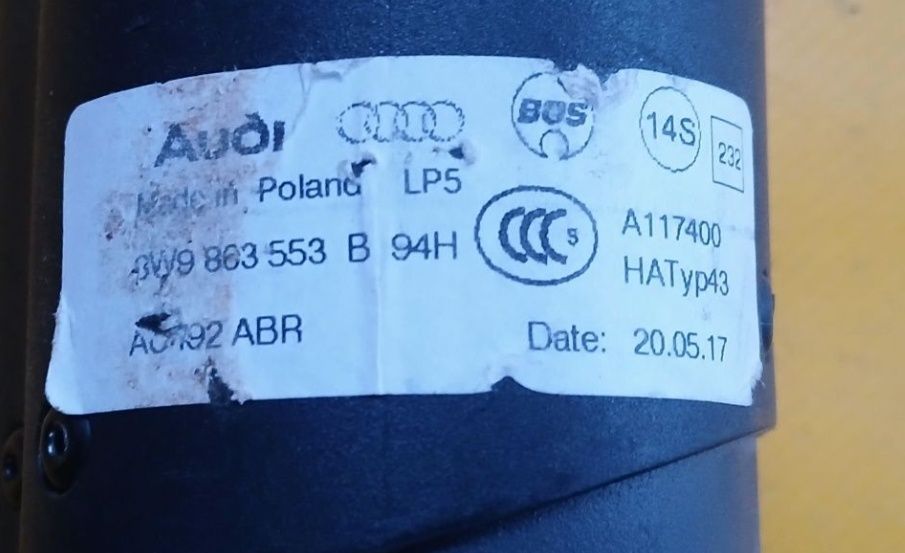 Audi BOS 14S 232
Made in Poland LP5
CCC S A117400
8W9 863 553 B 94H
HATyp43
ABR Date: 20.05.17